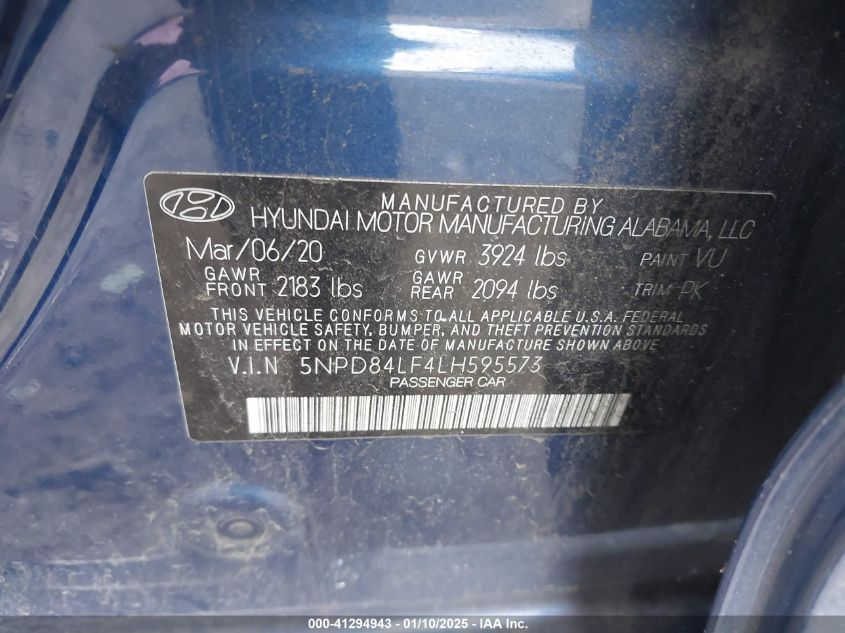 MANUFACTURED BY
HYUNDAI MOTOR MANUFACTURING ALABAMA, LLC
Mar/06/20 GVWR 3924 lbs PAINT VU
GAWR FRONT 2183 lbs GAWR REAR 2094 lbs TRIM PK
THIS VEHICLE CONFORMS TO ALL APPLICABLE U.S.A. FEDERAL
MOTOR VEHICLE SAFETY, BUMPER, AND THEFT PREVENTION STANDARDS
IN EFFECT ON THE DATE OF MANUFACTURE SHOWN ABOVE.
V.I.N 5NPD84LF4LH595573
PASSENGER CAR
000-41294943 - 01/10/2025 - IAA Inc.